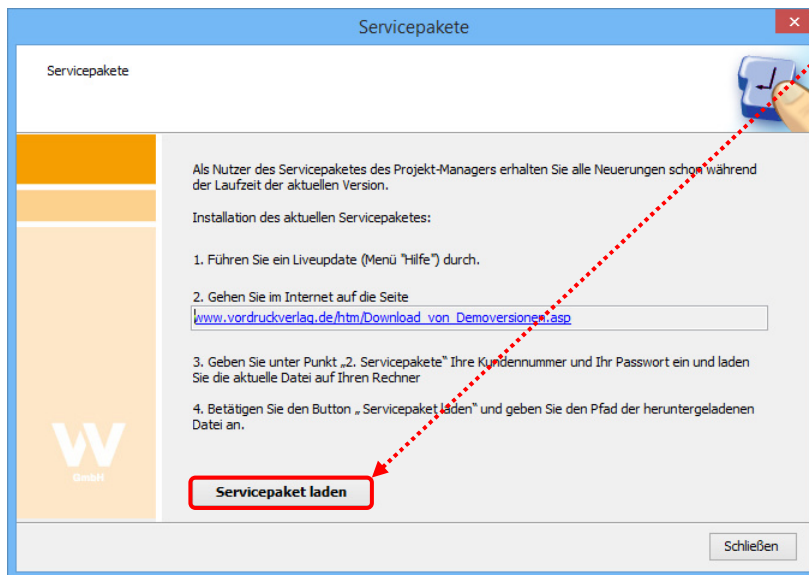 Servicepakete
Servicepakete
Als Nutzer des Servicepaketes des Projekt-Managers erhalten Sie alle Neuerungen schon während
der Laufzeit der aktuellen Version.
Installation des aktuellen Servicepaketes:
1. Führen Sie ein Liveupdate (Menü "Hilfe") durch.
2. Gehen Sie im Internet auf die Seite
www.vordruckverlag.de/htm/Download_von_Demoversionen.asp
3. Geben Sie unter Punkt „2. Servicepakete“ Ihre Kundennummer und Ihr Passwort ein und laden
Sie die aktuelle Datei auf Ihren Rechner
4. Betätigen Sie den Button „ Servicepaket laden“ und geben Sie den Pfad der heruntergeladenen
Datei an.
W
GmbH
Servicepaket laden
Schließen